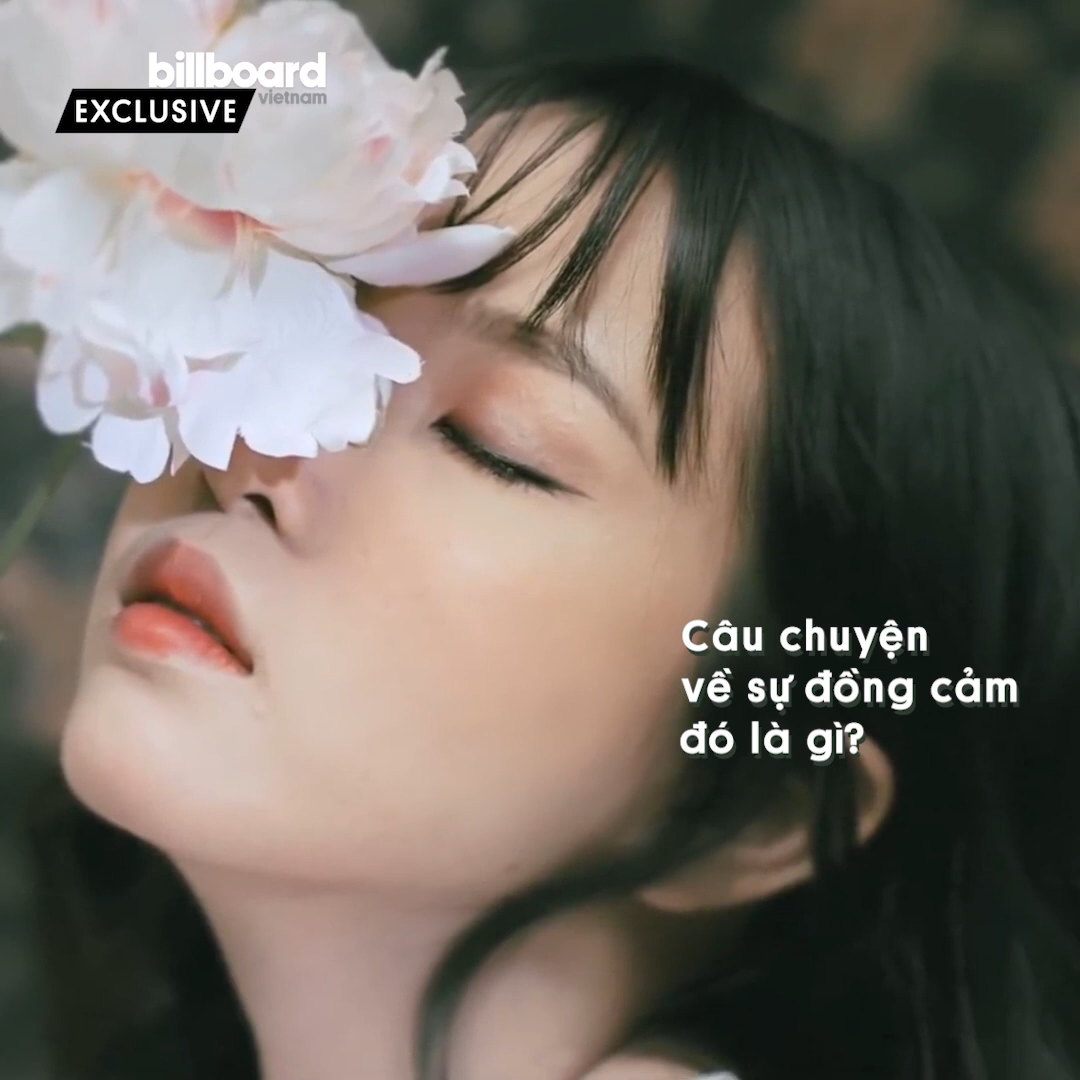 billboard
vietnam
EXCLUSIVE
Câu chuyện
về sự đồng cảm
đó là gì?